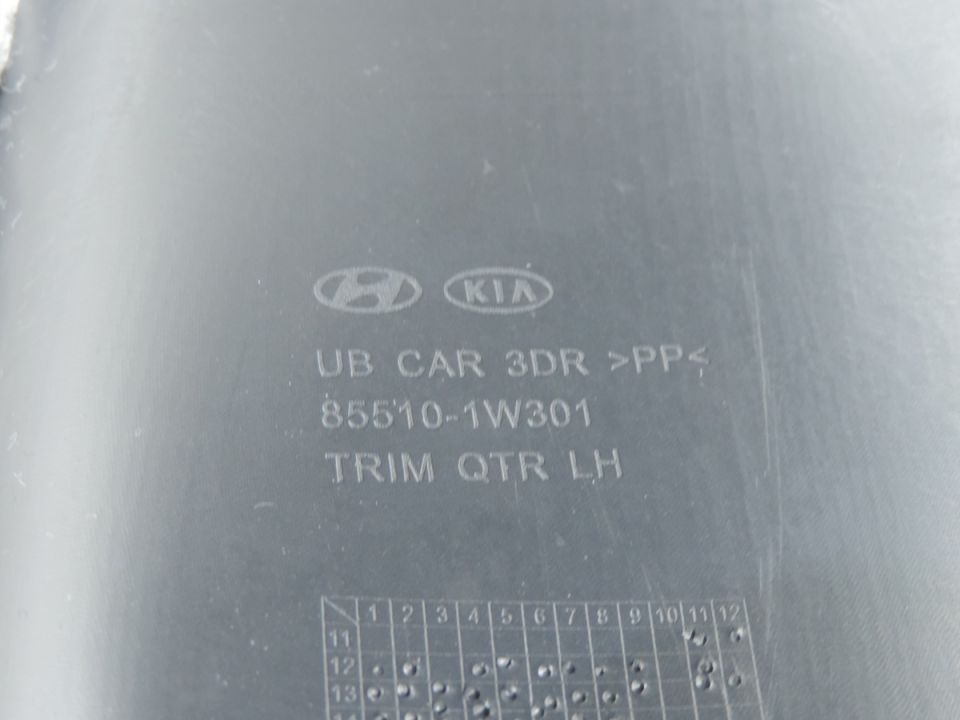 KIA
UB CAR 3DR >PP<
85510-1W301
TRIM QTR LH
1 2 3 4 5 6 7 8 9 10 11 12
11
12
13